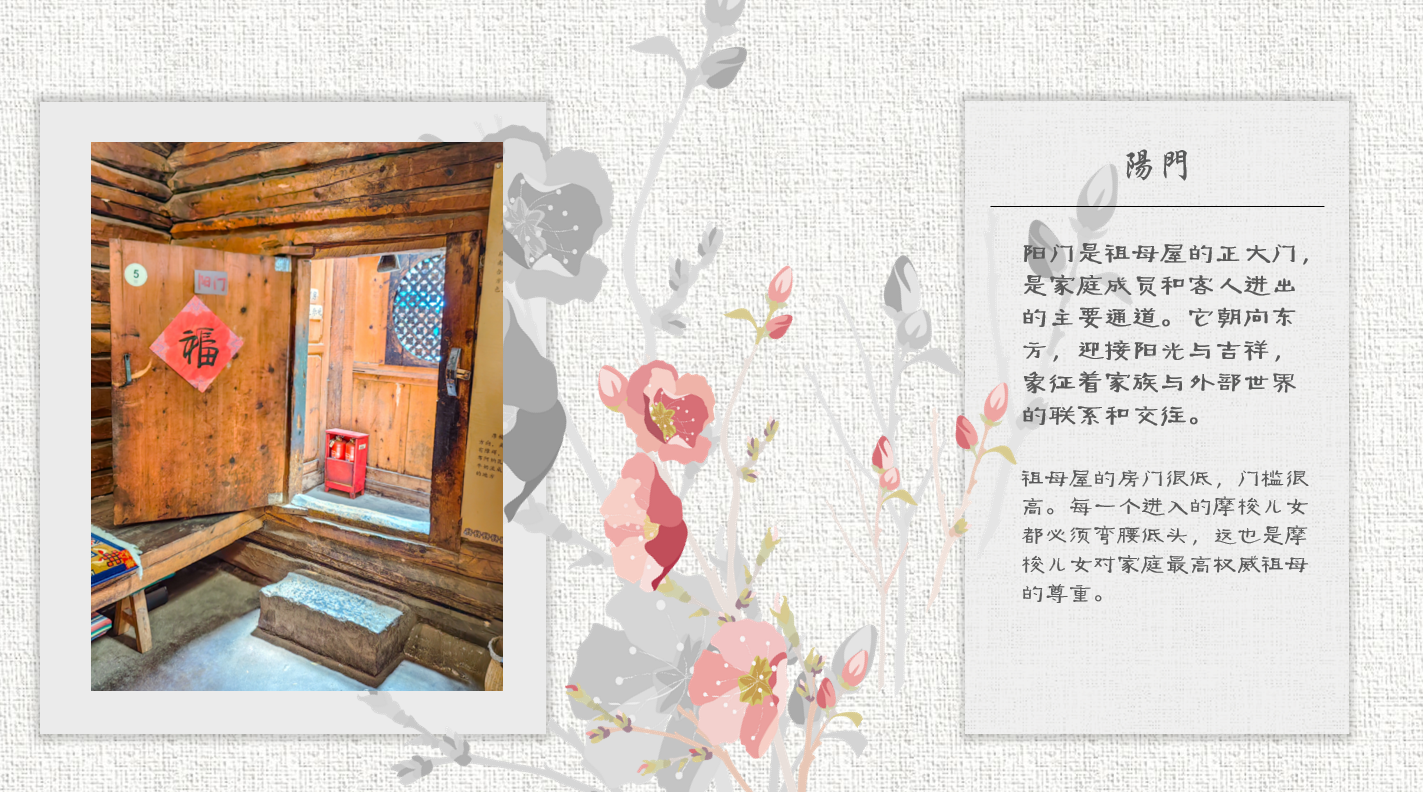 5
阳门
福
陽門
阳门是祖母屋的正大门，
是家庭成员和客人进出
的主要通道。它朝向东
方，迎接阳光与吉祥，
象征着家族与外部世界
的联系和交往。
祖母屋的房门很低，门槛很
高。每一个进入的摩梭儿女
都必须弯腰低头，这也是摩
梭儿女对家庭最高权威祖母
的尊重。